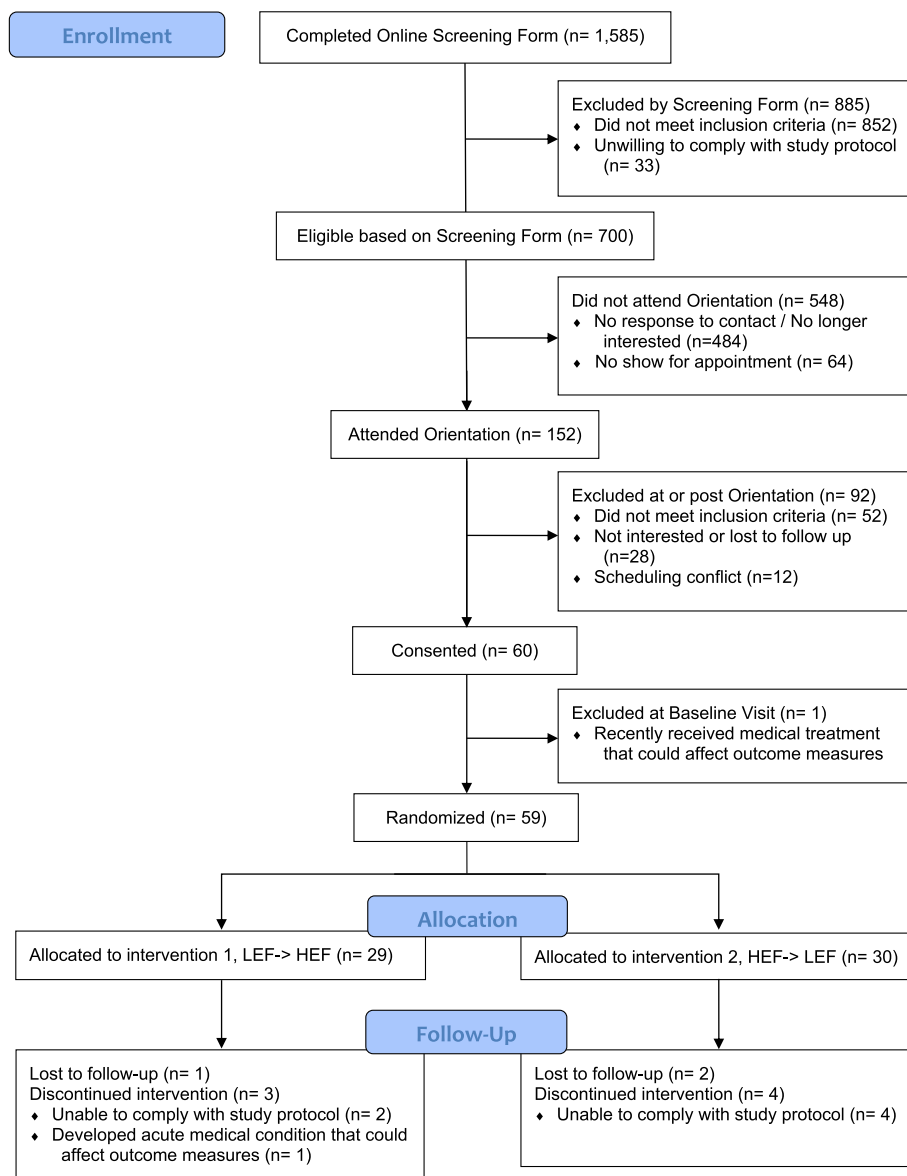 Enrollment
Completed Online Screening Form (n= 1,585)
Excluded by Screening Form (n= 885)
♦ Did not meet inclusion criteria (n= 852)
♦ Unwilling to comply with study protocol
(n= 33)
Eligible based on Screening Form (n= 700)
Did not attend Orientation (n= 548)
♦ No response to contact / No longer
interested (n=484)
♦ No show for appointment (n= 64)
Attended Orientation (n= 152)
Excluded at or post Orientation (n= 92)
♦ Did not meet inclusion criteria (n= 52)
♦ Not interested or lost to follow up
(n=28)
♦ Scheduling conflict (n=12)
Consented (n= 60)
Excluded at Baseline Visit (n= 1)
♦ Recently received medical treatment
that could affect outcome measures
Randomized (n= 59)
Allocation
Allocated to intervention 1, LEF-> HEF (n= 29)
Allocated to intervention 2, HEF-> LEF (n= 30)
Follow-Up
Lost to follow-up (n= 1)
Discontinued intervention (n= 3)
♦ Unable to comply with study protocol (n= 2)
♦ Developed acute medical condition that could
affect outcome measures (n= 1)
Lost to follow-up (n= 2)
Discontinued intervention (n= 4)
♦ Unable to comply with study protocol (n= 4)